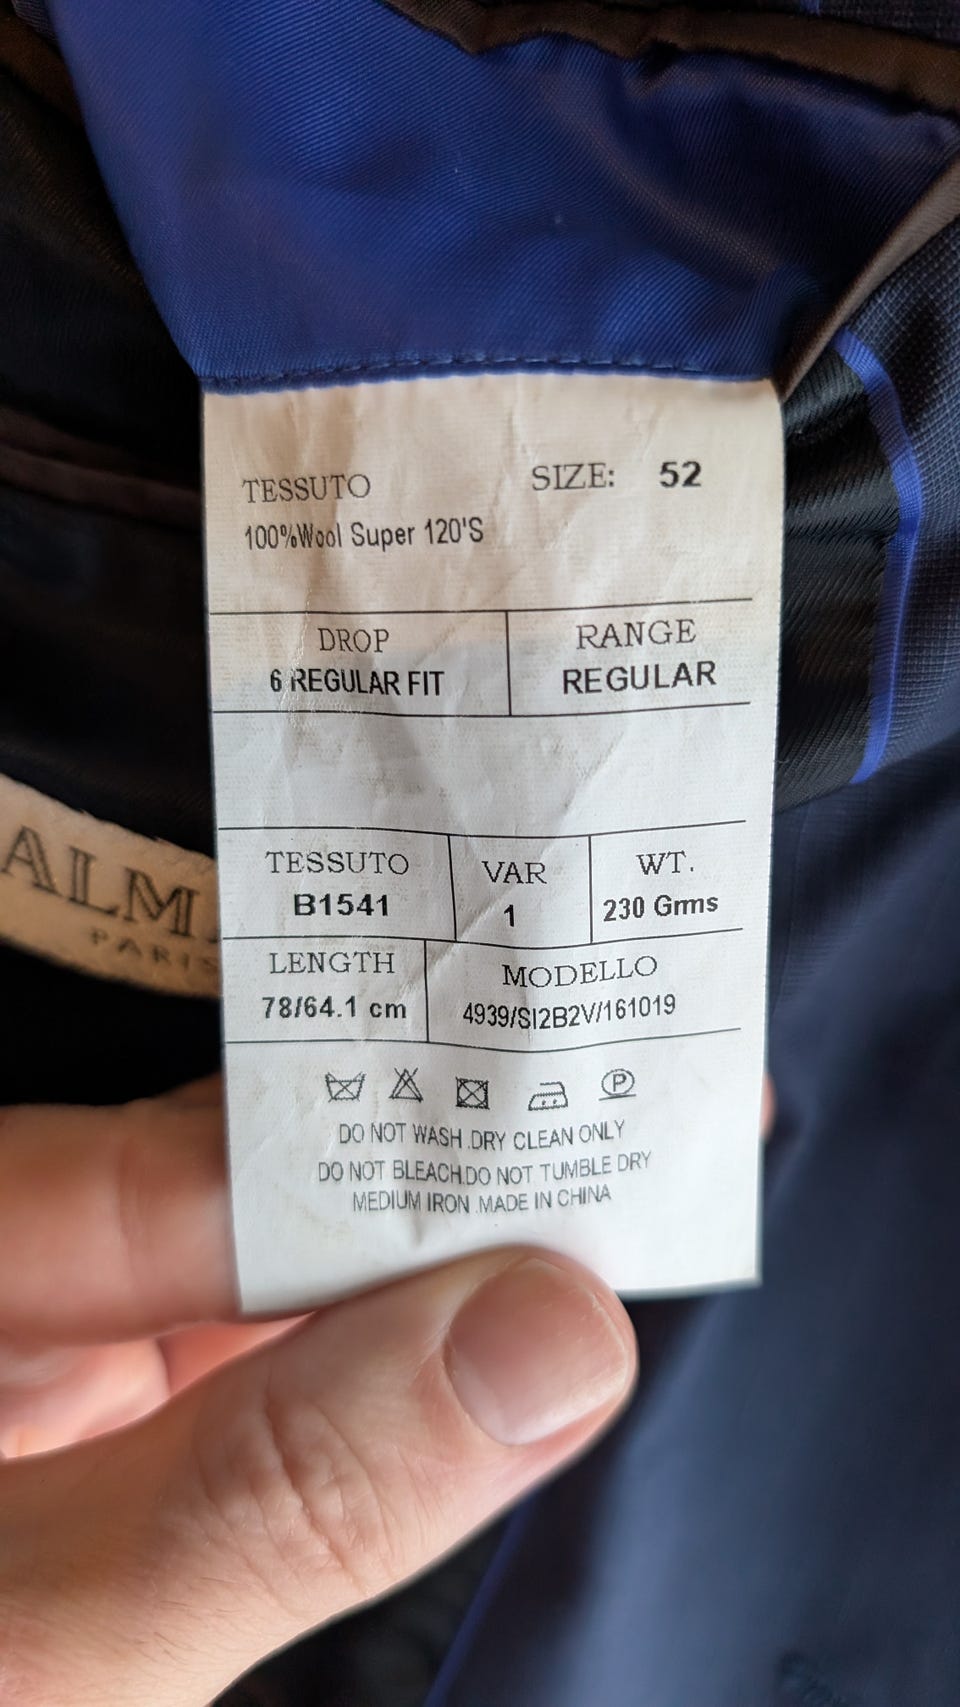 TESSUTO SIZE: 52
100%Wool Super 120'S
DROP RANGE
6 REGULAR FIT REGULAR
TESSUTO VAR WT.
B1541 1 230 Grms
LENGTH MODELLO
78/64.1 cm 4939/SI2B2V/161019
P
DO NOT WASH .DRY CLEAN ONLY
DO NOT BLEACH.DO NOT TUMBLE DRY
MEDIUM IRON .MADE IN CHINA
ALM
PARIS